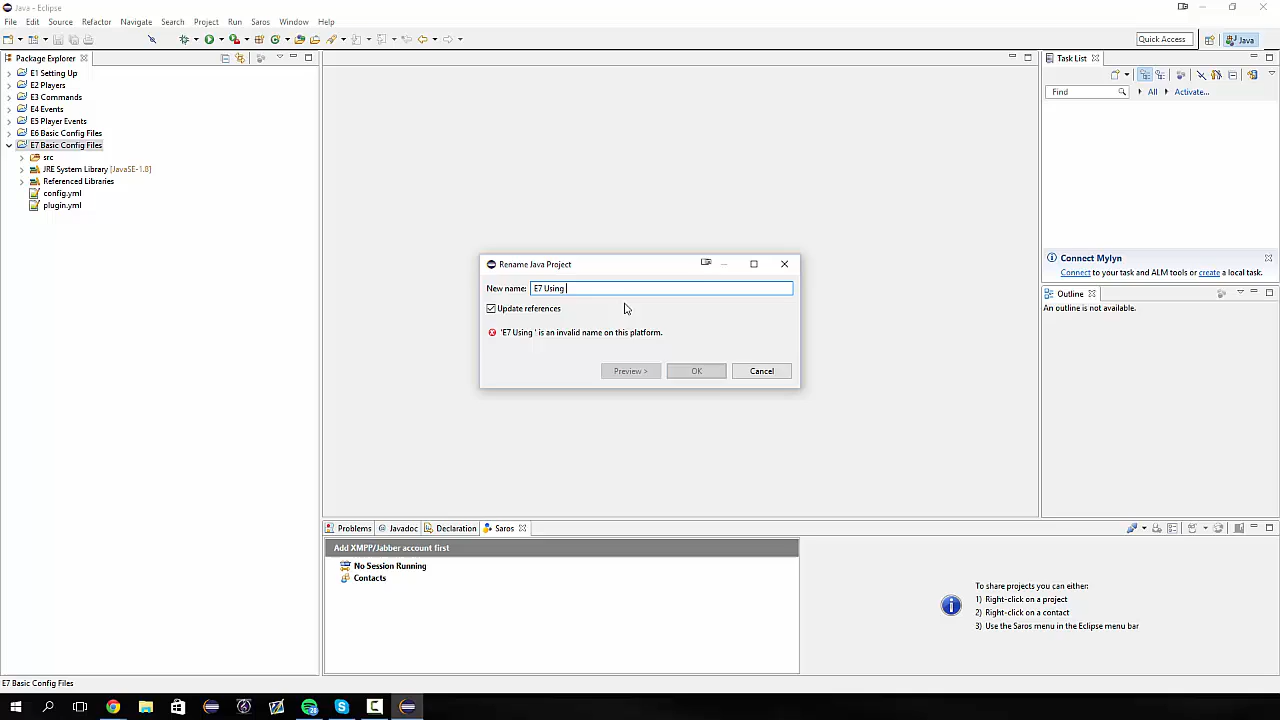 Java - Eclipse
File Edit Source Refactor Navigate Search Project Run Saros Window Help
Quick Access
Java
Package Explorer
E1 Setting Up
E2 Players
E3 Commands
E4 Events
E5 Player Events
E6 Basic Config Files
E7 Basic Config Files
src
JRE System Library [JavaSE-1.8]
Referenced Libraries
config.yml
plugin.yml
Rename Java Project
New name: E7 Using
Update references
'E7 Using ' is an invalid name on this platform.
Preview > OK Cancel
Task List
Find All Activate...
Connect Mylyn
Connect to your task and ALM tools or create a local task.
Outline
An outline is not available.
Problems Javadoc Declaration Saros
Add XMPP/Jabber account first
No Session Running
Contacts
To share projects you can either:
1) Right-click on a project
2) Right-click on a contact
3) Use the Saros menu in the Eclipse menu bar
E7 Basic Config Files